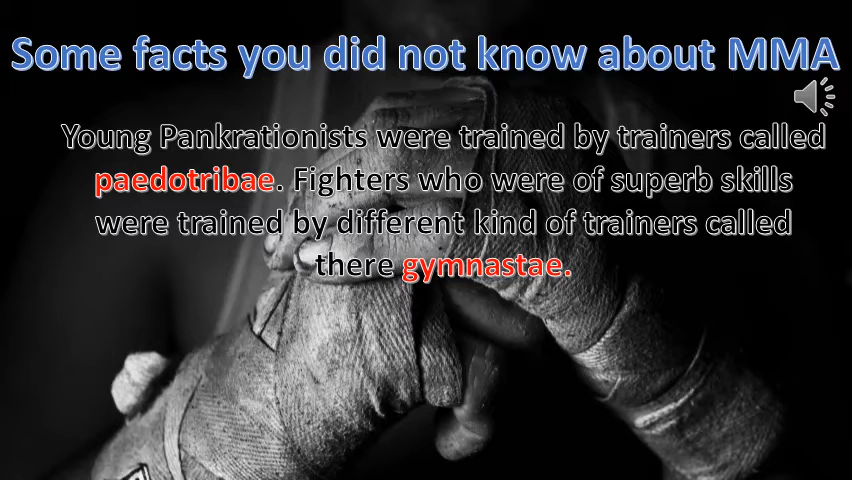 Some facts you did not know about MMA
Young Pankrationists were trained by trainers called
paedotribae. Fighters who were of superb skills
were trained by different kind of trainers called
there gymnastae.